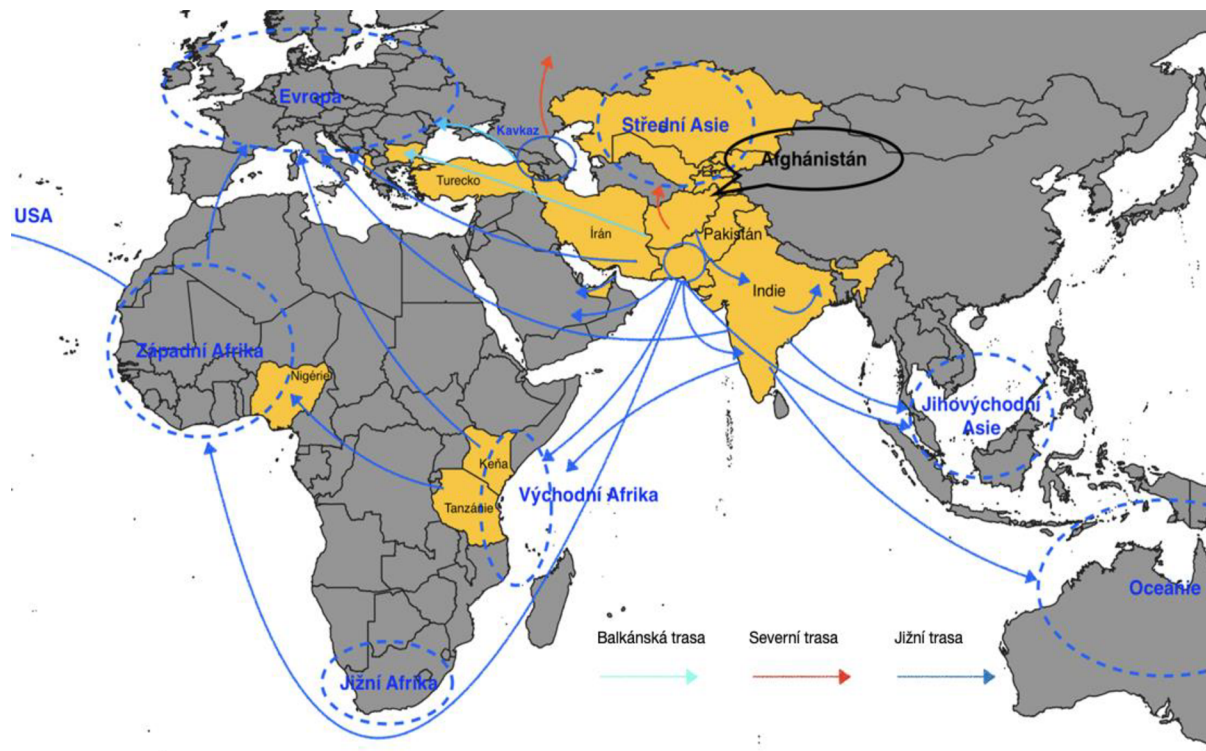 Evropa
Kavkaz
Střední Asie
Afghánistán
Turecko
USA
Írán
Pakistán
Indie
Západní Afrika
Nigérie
Jihovýchodní
Asie
Keňa
Východní Afrika
Tanzánie
Oceánie
Balkánská trasa
Severní trasa
Jižní trasa
Jižní Afrika